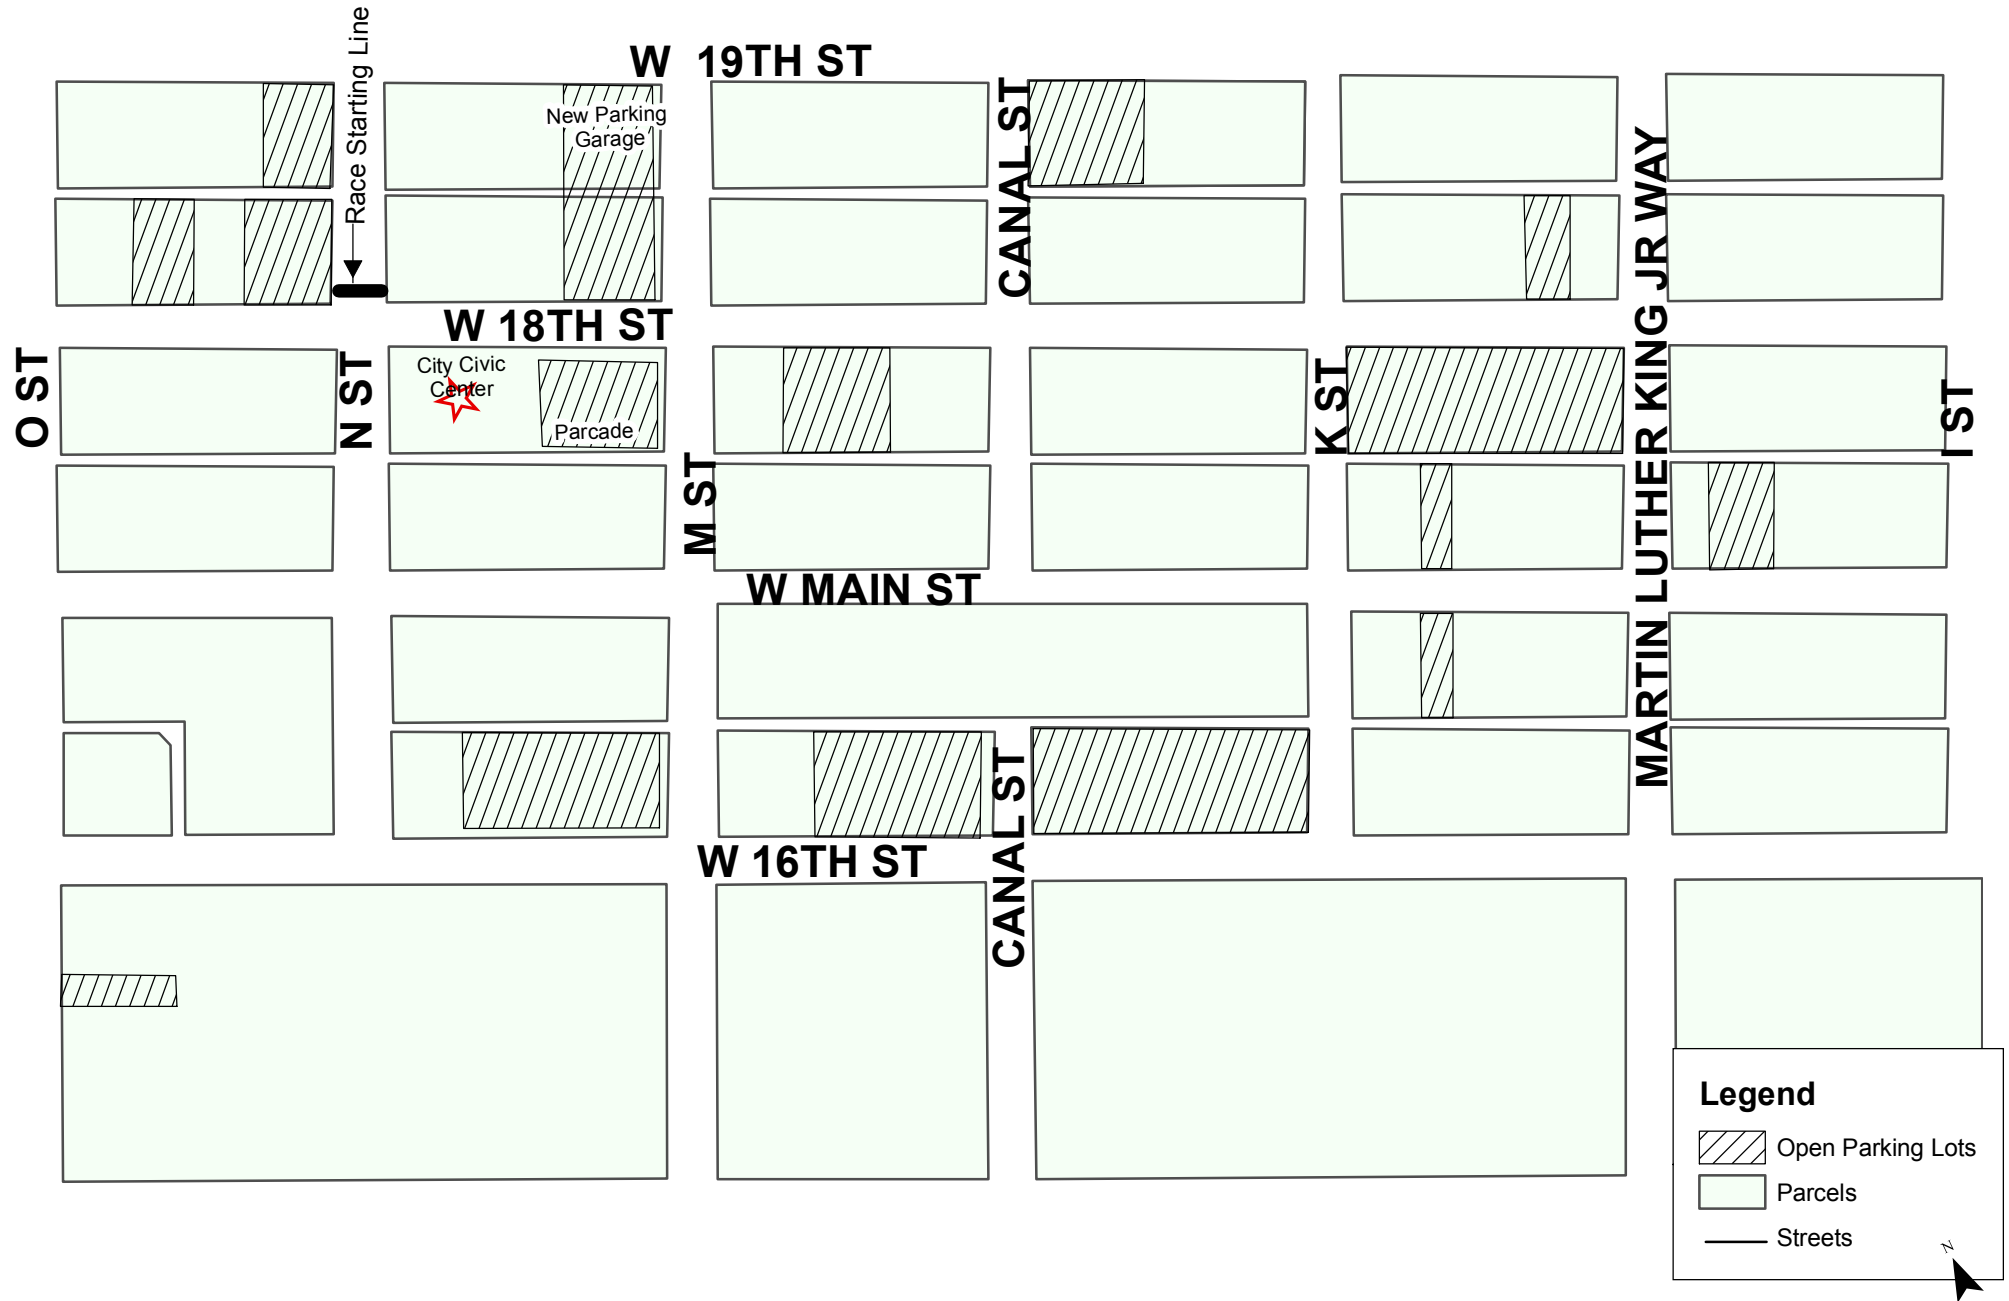 W 19TH ST
Race Starting Line
New Parking
Garage
CANAL ST
MARTIN LUTHER KING JR WAY
W 18TH ST
O ST
N ST
City Civic
Center
Parcade
K ST
I ST
M ST
W MAIN ST
CANAL ST
W 16TH ST
Legend
Open Parking Lots
Parcels
Streets
N